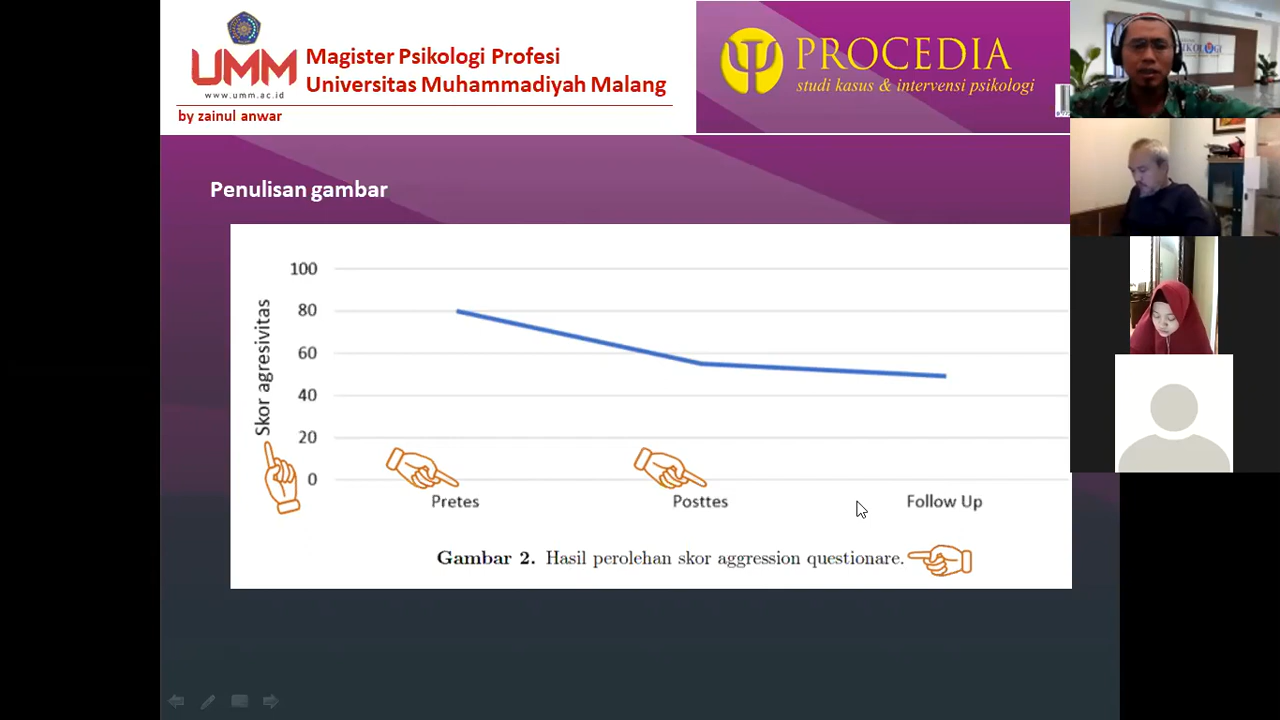 UMM
www.umm.ac.id
Magister Psikologi Profesi
Universitas Muhammadiyah Malang
by zainul anwar
PROCEDIA
studi kasus & intervensi psikologi
Penulisan gambar
Skor agresivitas
100
80
60
40
20
0
Pretes
Posttes
Follow Up
Gambar 2. Hasil perolehan skor aggression questionare.